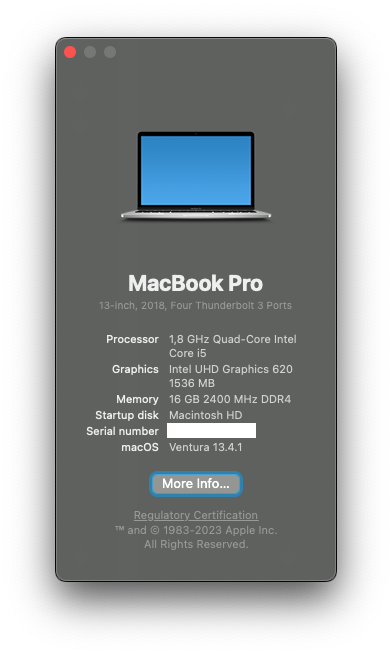 MacBook Pro
13-inch, 2018, Four Thunderbolt 3 Ports
Processor 1,8 GHz Quad-Core Intel
Core i5
Graphics Intel UHD Graphics 620
1536 MB
Memory 16 GB 2400 MHz DDR4
Startup disk Macintosh HD
Serial number
macOS Ventura 13.4.1
More Info...
Regulatory Certification
™ and © 1983-2023 Apple Inc.
All Rights Reserved.